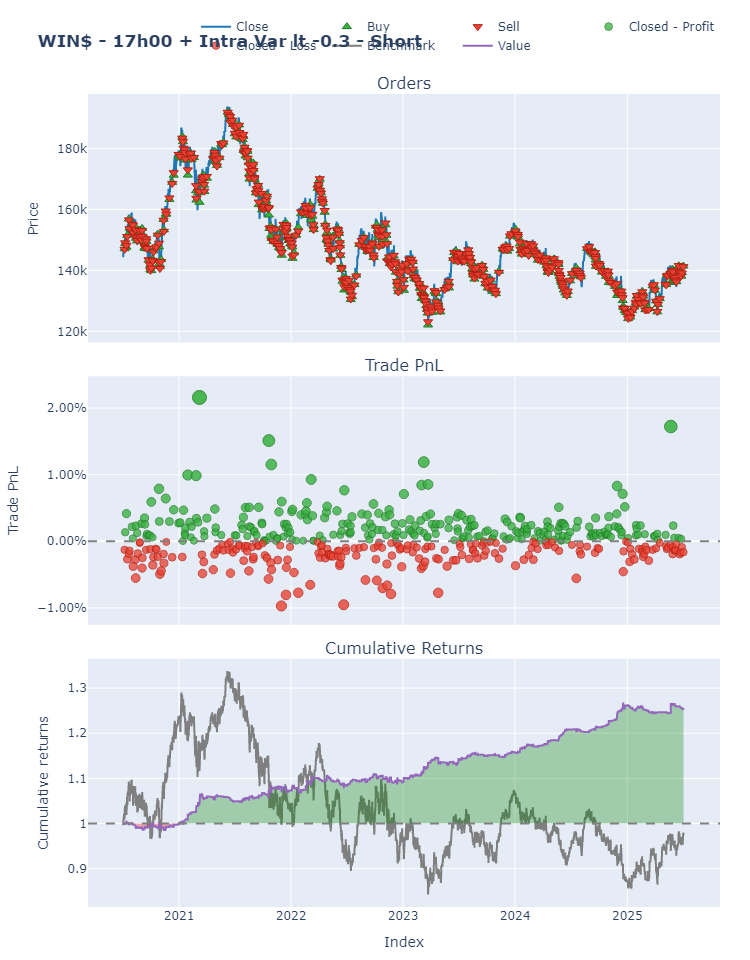 Close Buy Sell Closed - Profit
WIN$ - 17h00 + Intra Var lt -0.3 - Short
Closed - Loss Benchmark Value
Orders
180k
160k
140k
120k
Price
Trade PnL
2.00%
1.00%
0.00%
−1.00%
Trade PnL
Cumulative Returns
1.3
1.2
1.1
1
0.9
Cumulative returns
2021 2022 2023 2024 2025
Index